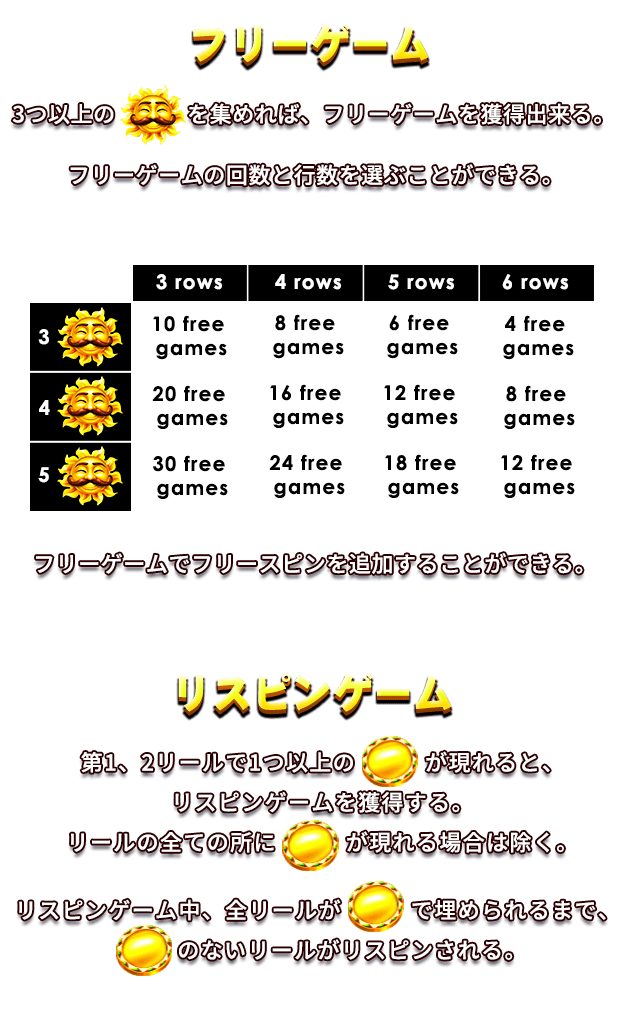 フリーゲーム
3つ以上の を集めれば、フリーゲームを獲得出来る。
フリーゲームの回数と行数を選ぶことができる。
3 rows 4 rows 5 rows 6 rows
3 10 free games 8 free games 6 free games 4 free games
4 20 free games 16 free games 12 free games 8 free games
5 30 free games 24 free games 18 free games 12 free games
フリーゲームでフリースピンを追加することができる。
リスピンゲーム
第1、2リールで1つ以上の が現れると、
リスピンゲームを獲得する。
リールの全ての所に が現れる場合は除く。
リスピンゲーム中、全リールが で埋められるまで、
のないリールがリスピンされる。